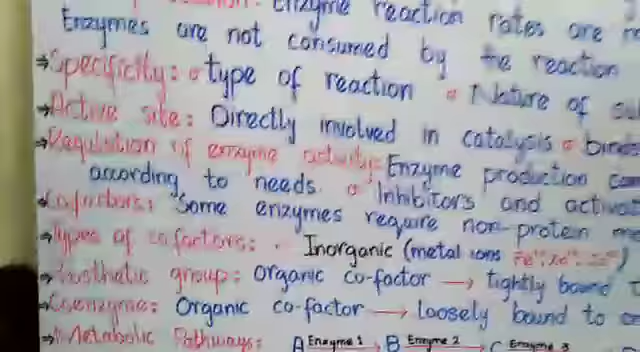 Enzyme reaction rates are
Enzymes are not consumed by the reaction
→Specificity: o type of reaction o Nature of
→Active site: Directly involved in catalysis o binds
→Regulation of enzyme activity: Enzyme production can
according to needs. o Inhibitors and
→Cofactors: Some enzymes require non-protein
→Types of cofactors: Inorganic (metal ions
→Prosthetic group: Organic co-factor → tightly bound
→Coenzyme: Organic co-factor → loosely bound to
→Metabolic Pathways: A Enzyme 1 B Enzyme 2 C Enzyme 3